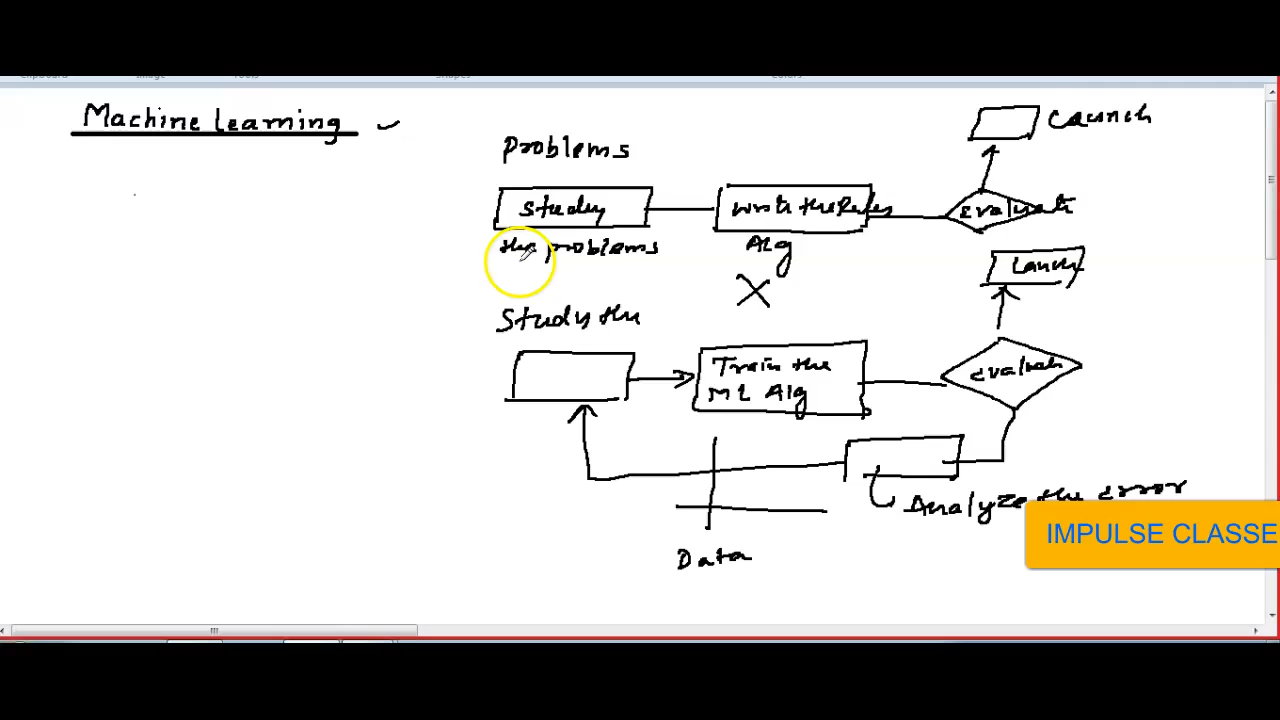 Machine Learning
Launch
Problems
Study
Write the Rules
evaluate
the problems
Alg
Lanch
Study the
Train the
ML Alg
evaluate
Analyze the error
IMPULSE CLASSE
Data